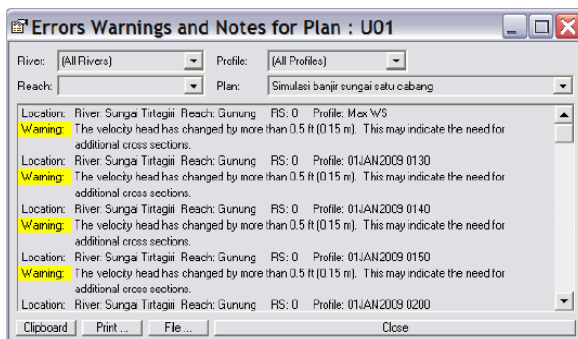 Errors Warnings and Notes for Plan : U01
River: (All Rivers) Profile: (All Profiles)
Reach: Plan: Simulasi banjir sungai satu cabang
Location: River: Sungai Tirtagiri Reach: Gunung RS: 0 Profile: Max WS
Warning: The velocity head has changed by more than 0.5 ft (0.15 m). This may indicate the need for
additional cross sections.
Location: River: Sungai Tirtagiri Reach: Gunung RS: 0 Profile: 01JAN2009 0130
Warning: The velocity head has changed by more than 0.5 ft (0.15 m). This may indicate the need for
additional cross sections.
Location: River: Sungai Tirtagiri Reach: Gunung RS: 0 Profile: 01JAN2009 0140
Warning: The velocity head has changed by more than 0.5 ft (0.15 m). This may indicate the need for
additional cross sections.
Location: River: Sungai Tirtagiri Reach: Gunung RS: 0 Profile: 01JAN2009 0150
Warning: The velocity head has changed by more than 0.5 ft (0.15 m). This may indicate the need for
additional cross sections.
Location: River: Sungai Tirtagiri Reach: Gunung RS: 0 Profile: 01JAN2009 0200
Clipboard Print ... File ... Close